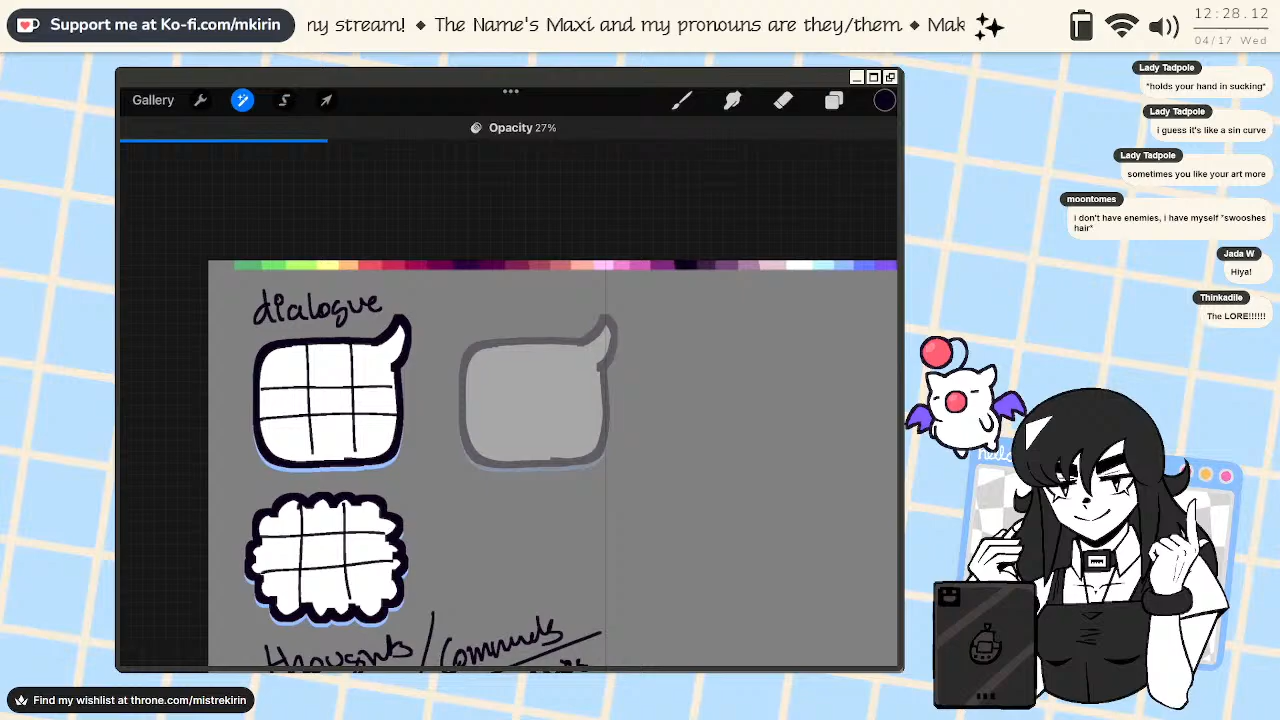 Support me at Ko-fi.com/mkirin
my stream! ◆ The Name's Maxi and my pronouns are they/them ◆ Mak
12:28.12
04/17 Wed
Gallery
Opacity 27%
dialogue
thoughts/commands
Lady Tadpole
*holds your hand in sucking*
Lady Tadpole
i guess it's like a sin curve
Lady Tadpole
sometimes you like your art more
moontomes
i don't have enemies, i have myself *swooshes
hair*
Jada W
Hiya!
Thinkadile
The LORE!!!!!!
Find my wishlist at throne.com/mistrekirin